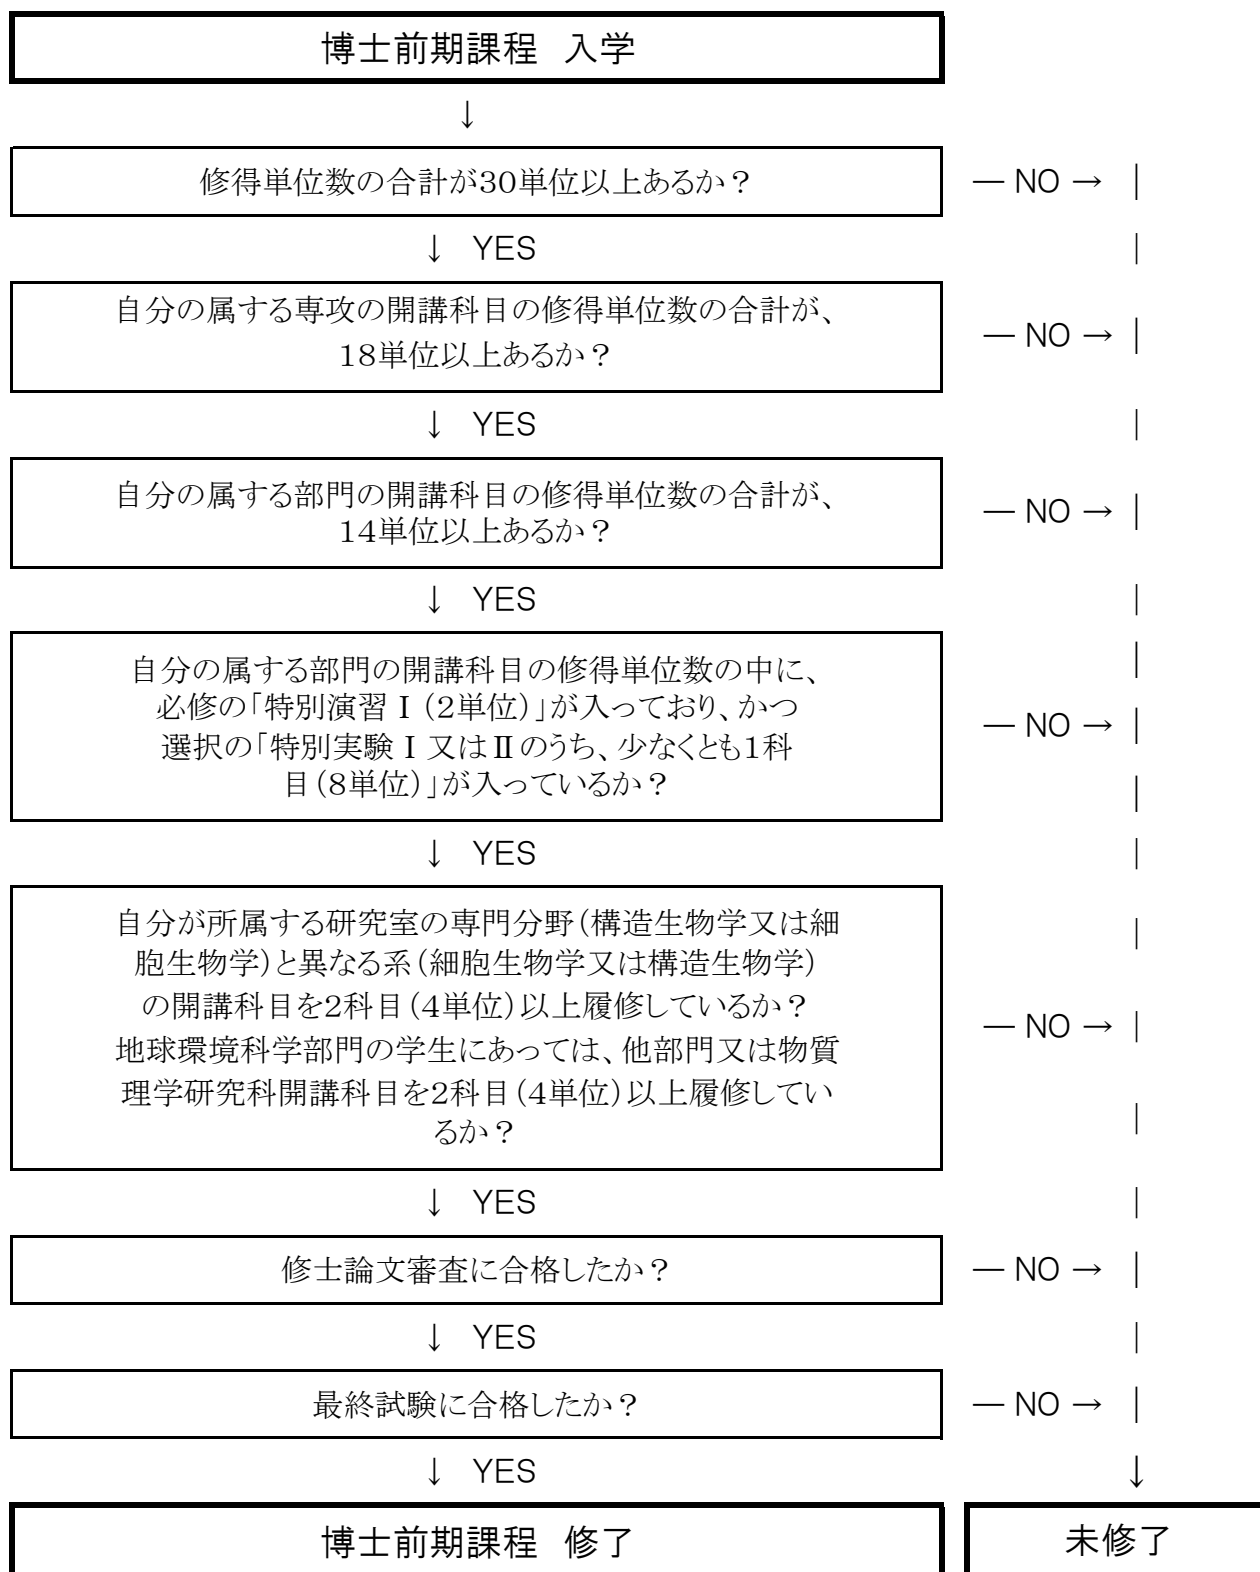 博士前期課程　入学
↓
修得単位数の合計が30単位以上あるか？
― NO → ｜
↓ YES
｜
自分の属する専攻の開講科目の修得単位数の合計が、
18単位以上あるか？
― NO → ｜
↓ YES
｜
自分の属する部門の開講科目の修得単位数の合計が、
14単位以上あるか？
― NO → ｜
↓ YES
｜
自分の属する部門の開講科目の修得単位数の中に、
｜
必修の「特別演習Ⅰ（2単位）」が入っており、かつ
選択の「特別実験Ⅰ又はⅡのうち、少なくとも1科
目（8単位）」が入っているか？
― NO → ｜
｜
↓ YES
｜
自分が所属する研究室の専門分野（構造生物学又は細
胞生物学）と異なる系（細胞生物学又は構造生物学）
の開講科目を2科目（4単位）以上履修しているか？
地球環境科学部門の学生にあっては、他部門又は物質
理学研究科開講科目を2科目（4単位）以上履修してい
るか？
｜
― NO → ｜
｜
↓ YES
｜
修士論文審査に合格したか？
― NO → ｜
↓ YES
｜
最終試験に合格したか？
― NO → ｜
↓ YES
↓
博士前期課程　修了
未修了